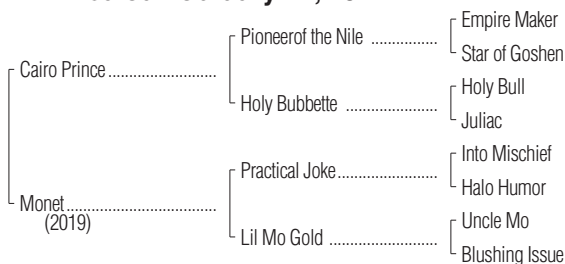 Empire Maker
Pioneerof the Nile ..................
Star of Goshen
Cairo Prince.............................
Holy Bull
Holy Bubbette .........................
Juliac
Into Mischief
Practical Joke...........................
Halo Humor
Monet........................................
(2019)
Uncle Mo
Lil Mo Gold .............................
Blushing Issue